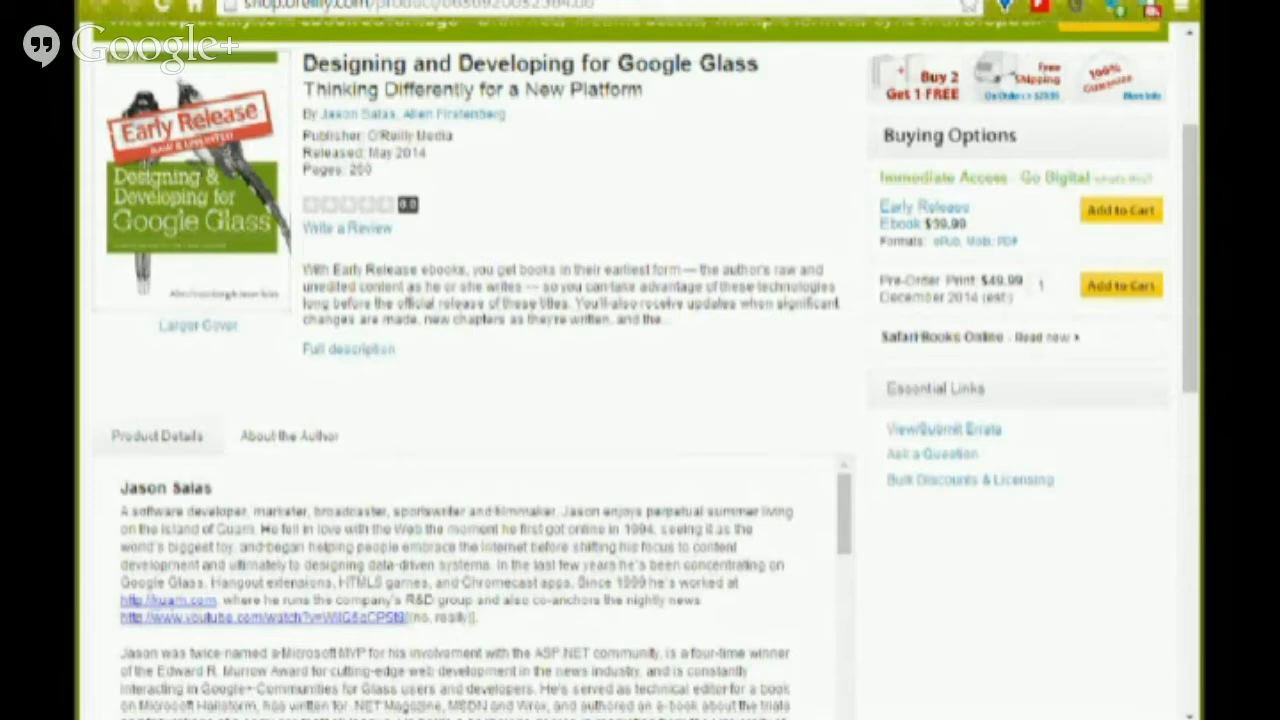 shop.oreilly.com/product/0636920032564.do
Google+
Designing and Developing for Google Glass
Thinking Differently for a New Platform
By Jason Salas, Allen Firstenberg
Publisher: O'Reilly Media
Released: May 2014
Pages: 200
0.0
Write a Review
Early Release
RAW & UNEDITED
Designing &
Developing for
Google Glass
Larger Cover
With Early Release ebooks, you get books in their earliest form — the author's raw and
unedited content as he or she writes — so you can take advantage of these technologies
long before the official release of these titles. You'll also receive updates when significant
changes are made, new chapters as they're written, and the...
Full description
Buy 2
Get 1 FREE
Free
Shipping
On Orders > $29.95
100%
Guarantee
More Info
Buying Options
Immediate Access - Go Digital what's this?
Early Release
Ebook: $39.99
Formats: ePub, Mobi, PDF
Add to Cart
Pre-Order Print: $49.99 1
December 2014 (est.)
Add to Cart
Safari Books Online - Read now >
Essential Links
View/Submit Errata
Ask a Question
Bulk Discounts & Licensing
Product Details
About the Author
Jason Salas
A software developer, marketer, broadcaster, sportswriter and filmmaker, Jason enjoys perpetual summer living
on the island of Guam. He fell in love with the Web the moment he first got online in 1994, seeing it as the
world's biggest toy, and began helping people embrace the Internet before shifting his focus to content
development and ultimately to designing data-driven systems. In the last few years he's been concentrating on
Google Glass, Hangout extensions, HTML5 games, and Chromecast apps. Since 1999 he's worked at
http://kuam.com, where he runs the company's R&D group and also co-anchors the nightly news
(no, really)].
Jason was twice named a Microsoft MVP for his involvement with the ASP.NET community, is a four-time winner
of the Edward R. Murrow Award for cutting-edge web development in the news industry, and is constantly
interacting in Google+ Communities for Glass users and developers. He's served as technical editor for a book
on Microsoft Hailstorm, has written for .NET Magazine, MSDN and Wrox, and authored an e-book about the trials